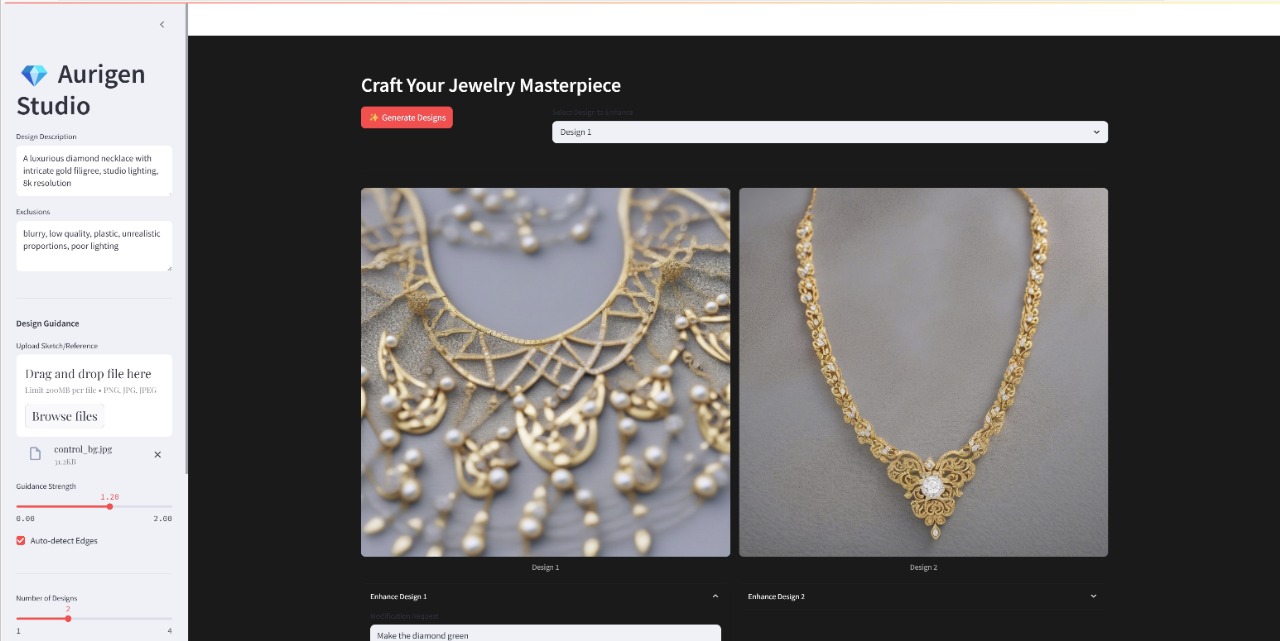 Aurigen
Studio
Design Description
A luxurious diamond necklace with
intricate gold filigree, studio lighting,
8k resolution
Exclusions
blurry, low quality, plastic, unrealistic
proportions, poor lighting
Design Guidance
Upload Sketch/Reference
Drag and drop file here
Limit 200MB per file • PNG, JPG, JPEG
Browse files
control_bg.jpg
31.2KB
Guidance Strength
1.20
0.00 2.00
Auto-detect Edges
Number of Designs
2
1 4
Craft Your Jewelry Masterpiece
✨ Generate Designs
Select design to enhance
Design 1
Design 1
Design 2
Enhance Design 1
Enhance Design 2
Modification request
Make the diamond green